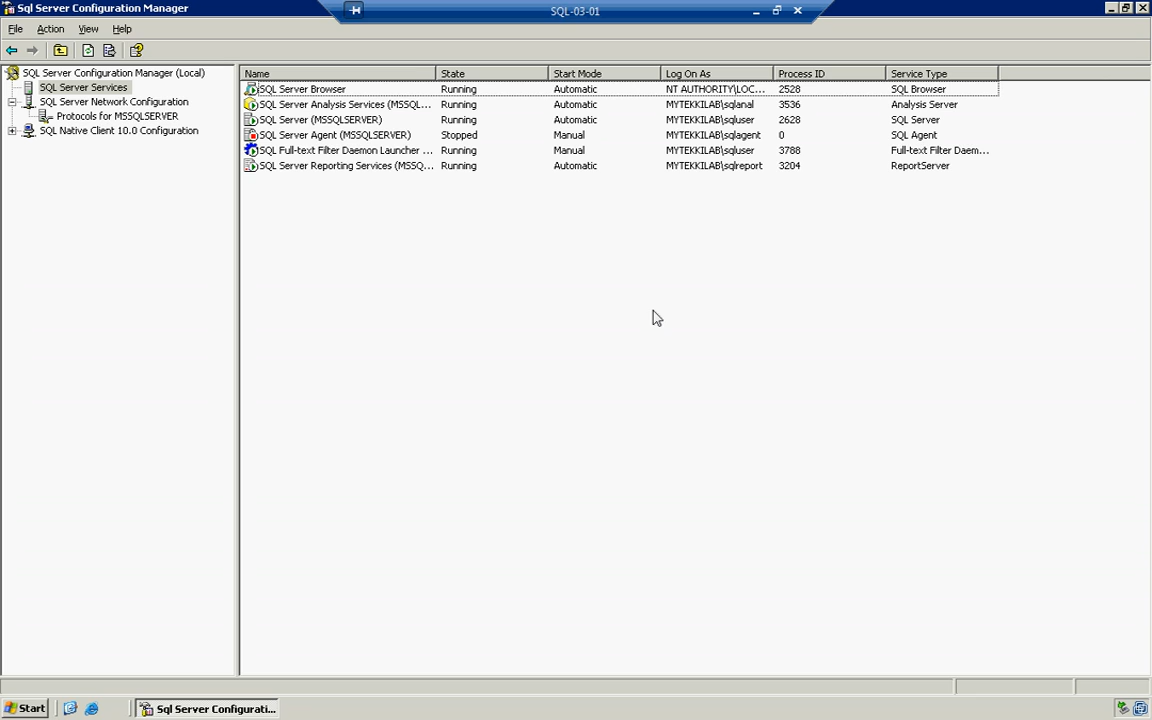 Sql Server Configuration Manager
SQL-03-01
File Action View Help
SQL Server Configuration Manager (Local)
SQL Server Services
SQL Server Network Configuration
Protocols for MSSQLSERVER
SQL Native Client 10.0 Configuration
Name State Start Mode Log On As Process ID Service Type
SQL Server Browser Running Automatic NT AUTHORITY\LOC... 2528 SQL Browser
SQL Server Analysis Services (MSSQL... Running Automatic MYTEKKILAB\sqlanal 3536 Analysis Server
SQL Server (MSSQLSERVER) Running Automatic MYTEKKILAB\sqluser 2628 SQL Server
SQL Server Agent (MSSQLSERVER) Stopped Manual MYTEKKILAB\sqlagent 0 SQL Agent
SQL Full-text Filter Daemon Launcher ... Running Manual MYTEKKILAB\sqluser 3788 Full-text Filter Daem...
SQL Server Reporting Services (MSSQ... Running Automatic MYTEKKILAB\sqlreport 3204 ReportServer
Start Sql Server Configurati...